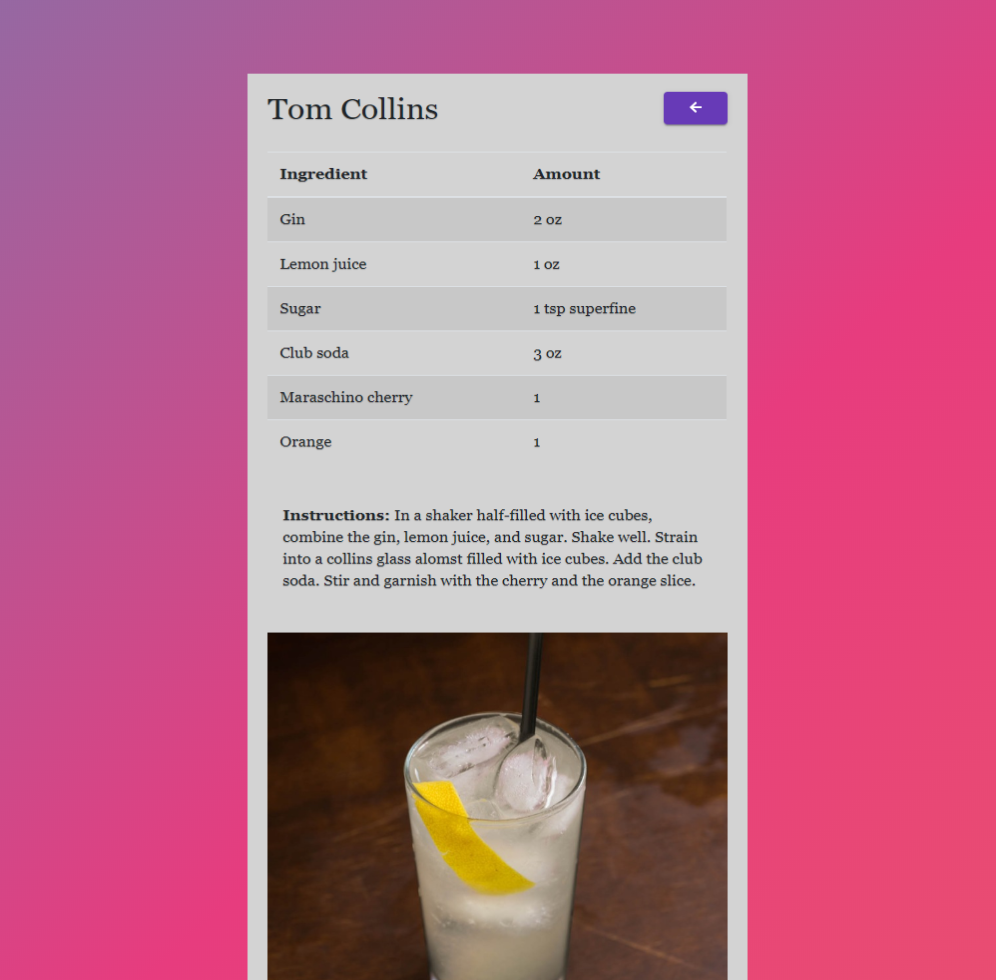 Tom Collins
Ingredient Amount
Gin 2 oz
Lemon juice 1 oz
Sugar 1 tsp superfine
Club soda 3 oz
Maraschino cherry 1
Orange 1
Instructions: In a shaker half-filled with ice cubes,
combine the gin, lemon juice, and sugar. Shake well. Strain
into a collins glass alomst filled with ice cubes. Add the club
soda. Stir and garnish with the cherry and the orange slice.